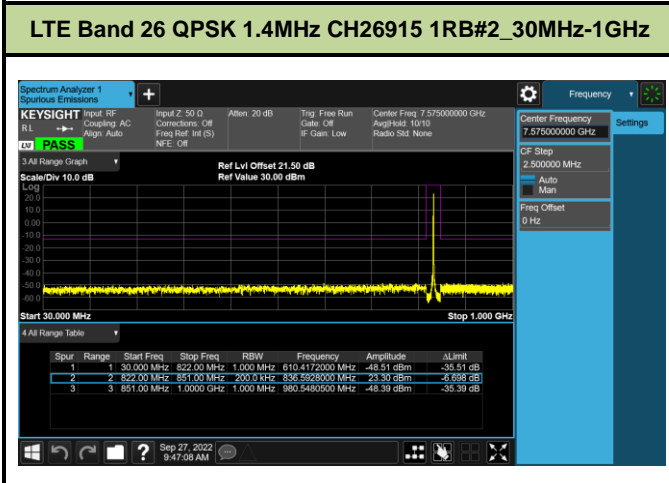 LTE Band 26 QPSK 1.4MHz CH26915 1RB#2_30MHz-1GHz
Spectrum Analyzer 1
Spurious Emissions
Frequency
KEYSIGHT Input: RF Input Z: 50 Ω Atten: 20 dB Trig: Free Run Center Freq: 7.575000000 GHz
RL Coupling: AC Corrections: Off Gate: Off Avg|Hold: 10/10
Align: Auto Freq Ref: Int (S) IF Gain: Low Radio Std: None
LXI PASS NFE: Off
Center Frequency
7.575000000 GHz
Settings
CF Step
2.500000 MHz
Auto
Man
Freq Offset
0 Hz
3 All Range Graph
Ref Lvl Offset 21.50 dB
Scale/Div 10.0 dB Ref Value 30.00 dBm
Log
20.0
10.0
0.00
-10.0
-20.0
-30.0
-40.0
-50.0
-60.0
Start 30.000 MHz Stop 1.000 GHz
4 All Range Table
Spur Range Start Freq Stop Freq RBW Frequency Amplitude ΔLimit
1 1 30.000 MHz 822.00 MHz 1.000 MHz 610.4172000 MHz -48.51 dBm -35.51 dB
2 2 822.00 MHz 851.00 MHz 200.0 kHz 836.5928000 MHz 23.30 dBm -6.698 dB
3 3 851.00 MHz 1.0000 GHz 1.000 MHz 980.5480500 MHz -48.39 dBm -35.39 dB
Sep 27, 2022
9:47:08 AM